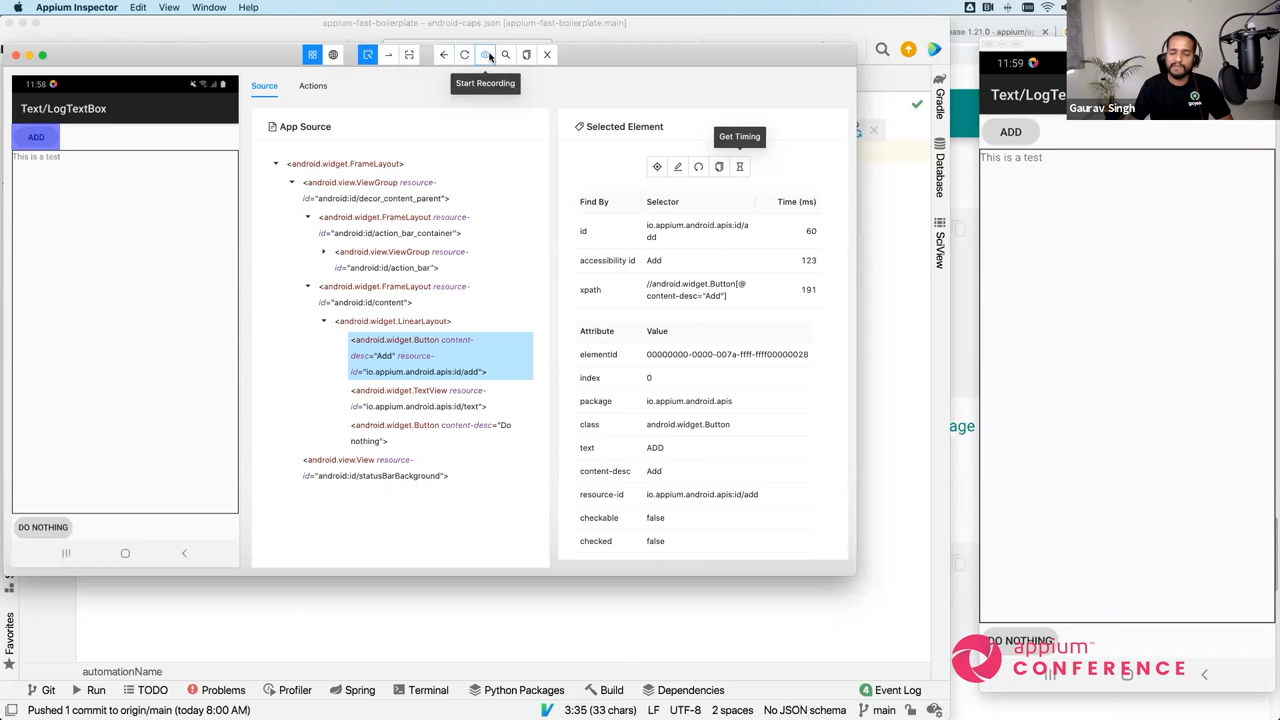 Appium Inspector Edit View Window Help
appium-fast-boilerplate – android-caps.json [appium-fast-boilerplate.main]
Start Recording
Source Actions
11:58
Text/LogTextBox
ADD
This is a test
DO NOTHING
App Source
<android.widget.FrameLayout>
<android.view.ViewGroup resource-
id="android:id/decor_content_parent">
<android.widget.FrameLayout resource-
id="android:id/action_bar_container">
<android.view.ViewGroup resource-
id="android:id/action_bar">
<android.widget.FrameLayout resource-
id="android:id/content">
<android.widget.LinearLayout>
<android.widget.Button content-
desc="Add" resource-
id="io.appium.android.apis:id/add">
<android.widget.TextView resource-
id="io.appium.android.apis:id/text">
<android.widget.Button content-desc="Do
nothing">
<android.view.View resource-
id="android:id/statusBarBackground">
Selected Element
Get Timing
Find By Selector Time (ms)
id io.appium.android.apis:id/a
dd 60
accessibility id Add 123
xpath //android.widget.Button[@
content-desc="Add"] 191
Attribute Value
elementId 00000000-0000-007a-ffff-ffff00000028
index 0
package io.appium.android.apis
class android.widget.Button
text ADD
content-desc Add
resource-id io.appium.android.apis:id/add
checkable false
checked false
Gradle
Database
SciView
age
Favorites
automationName
Git Run TODO Problems Profiler Spring Terminal Python Packages Build Dependencies 4 Event Log
Pushed 1 commit to origin/main (today 8:00 AM) 3:35 (33 chars) LF UTF-8 2 spaces No JSON schema main
11:59
Text/LogTe
ADD
This is a test
DO NOTHING
Gaurav Singh
gojek
appium™
CONFERENCE